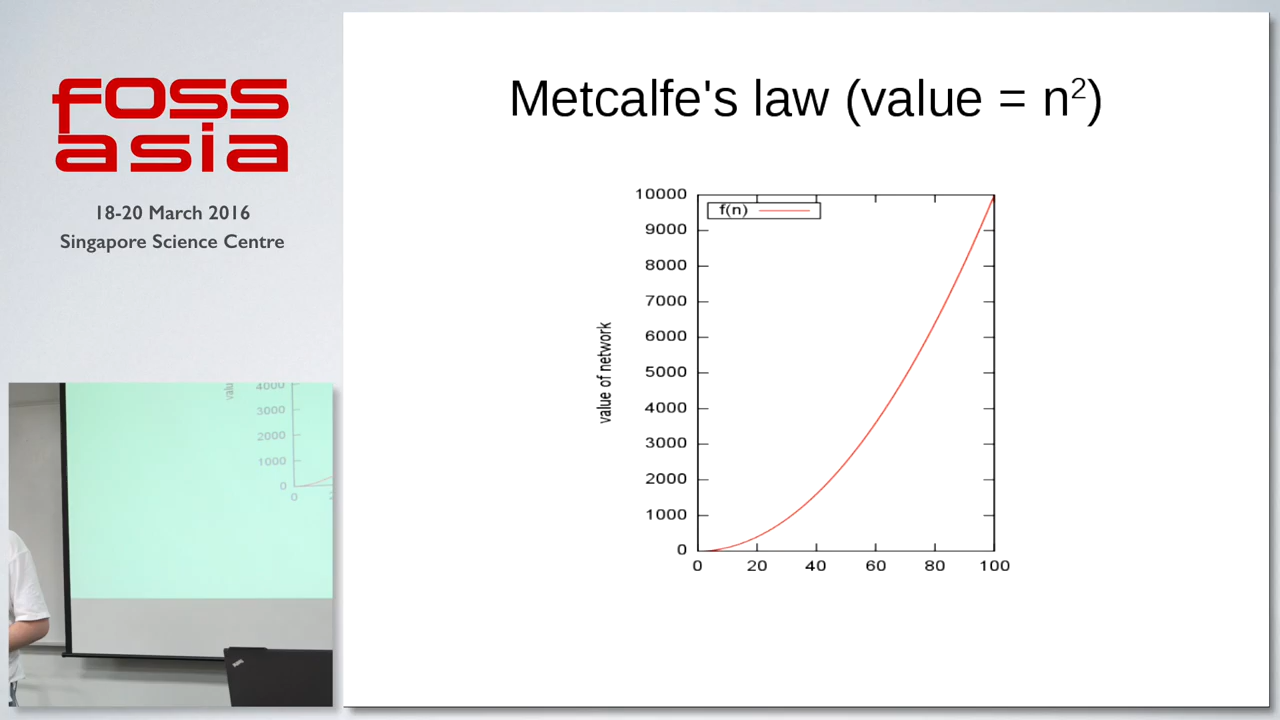 foss
asia
18-20 March 2016
Singapore Science Centre
Metcalfe's law (value = n²)
f(n)
10000
9000
8000
7000
6000
5000
4000
3000
2000
1000
0
value of network
0 20 40 60 80 100
valu
4000
3000
2000
1000
0
0